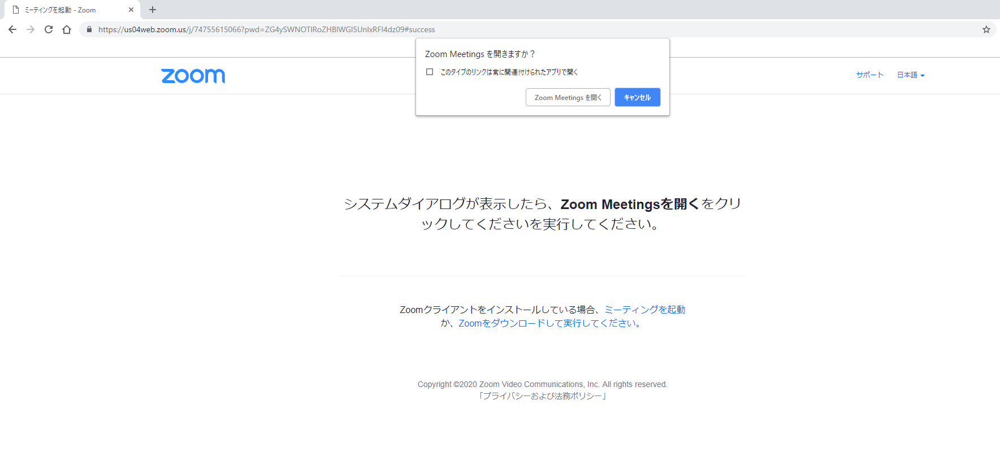 ミーティングを起動 - Zoom
https://us04web.zoom.us/j/74755615066?pwd=ZG4ySWNOTlRoZHBIWGl5UnlxRFI4dz09#success
Zoom Meetings を開きますか？
このタイプのリンクは常に関連付けられたアプリで開く
Zoom Meetings を開く
キャンセル
zoom
サポート
日本語
システムダイアログが表示したら、Zoom Meetingsを開くをクリ
ックしてくださいを実行してください。
Zoomクライアントをインストールしている場合、ミーティングを起動
か、Zoomをダウンロードして実行してください。
Copyright ©2020 Zoom Video Communications, Inc. All rights reserved.
「プライバシーおよび法務ポリシー」